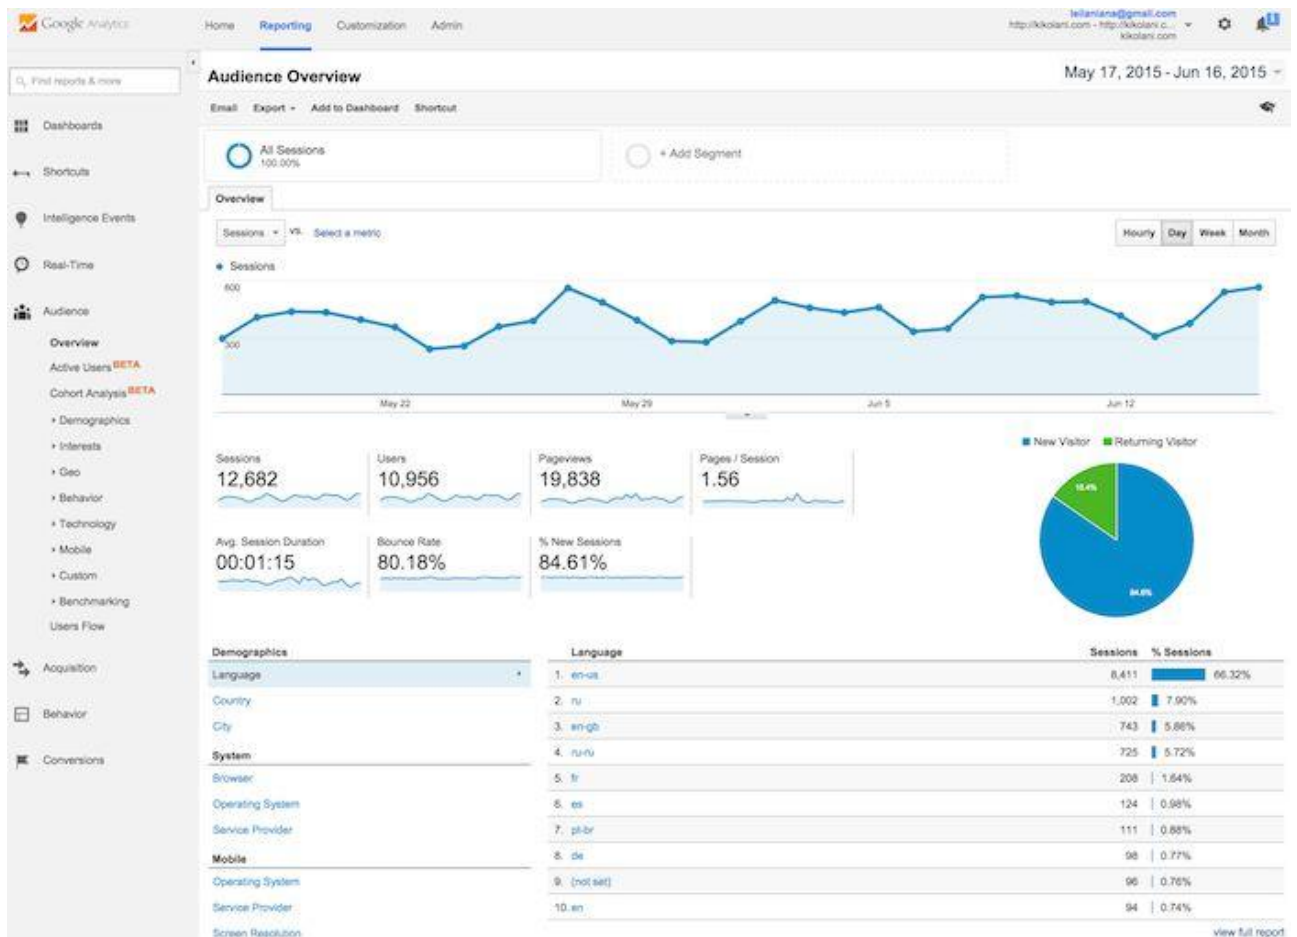 Google Analytics
Home Reporting Customization Admin
leilaniana@gmail.com
http://kikolani.com - http://kikolani.c...
kikolani.com
1
Find reports & more
Audience Overview
May 17, 2015 - Jun 16, 2015
Email Export Add to Dashboard Shortcut
Dashboards
Shortcuts
Intelligence Events
Real-Time
Audience
Overview
Active Users BETA
Cohort Analysis BETA
Demographics
Interests
Geo
Behavior
Technology
Mobile
Custom
Benchmarking
Users Flow
Acquisition
Behavior
Conversions
All Sessions
100.00%
+ Add Segment
Overview
Sessions VS. Select a metric
Hourly Day Week Month
Sessions
600
300
May 22 May 29 Jun 5 Jun 12
New Visitor Returning Visitor
Sessions Users Pageviews Pages / Session
12,682 10,956 19,838 1.56
15.4%
84.6%
Avg. Session Duration Bounce Rate % New Sessions
00:01:15 80.18% 84.61%
Demographics
Language
Country
City
System
Browser
Operating System
Service Provider
Mobile
Operating System
Service Provider
Screen Resolution
Language Sessions % Sessions
1. en-us 8,411 66.32%
2. ru 1,002 7.90%
3. en-gb 743 5.86%
4. ru-ru 725 5.72%
5. fr 208 1.64%
6. es 124 0.98%
7. pt-br 111 0.88%
8. de 98 0.77%
9. (not set) 96 0.76%
10. en 94 0.74%
view full report